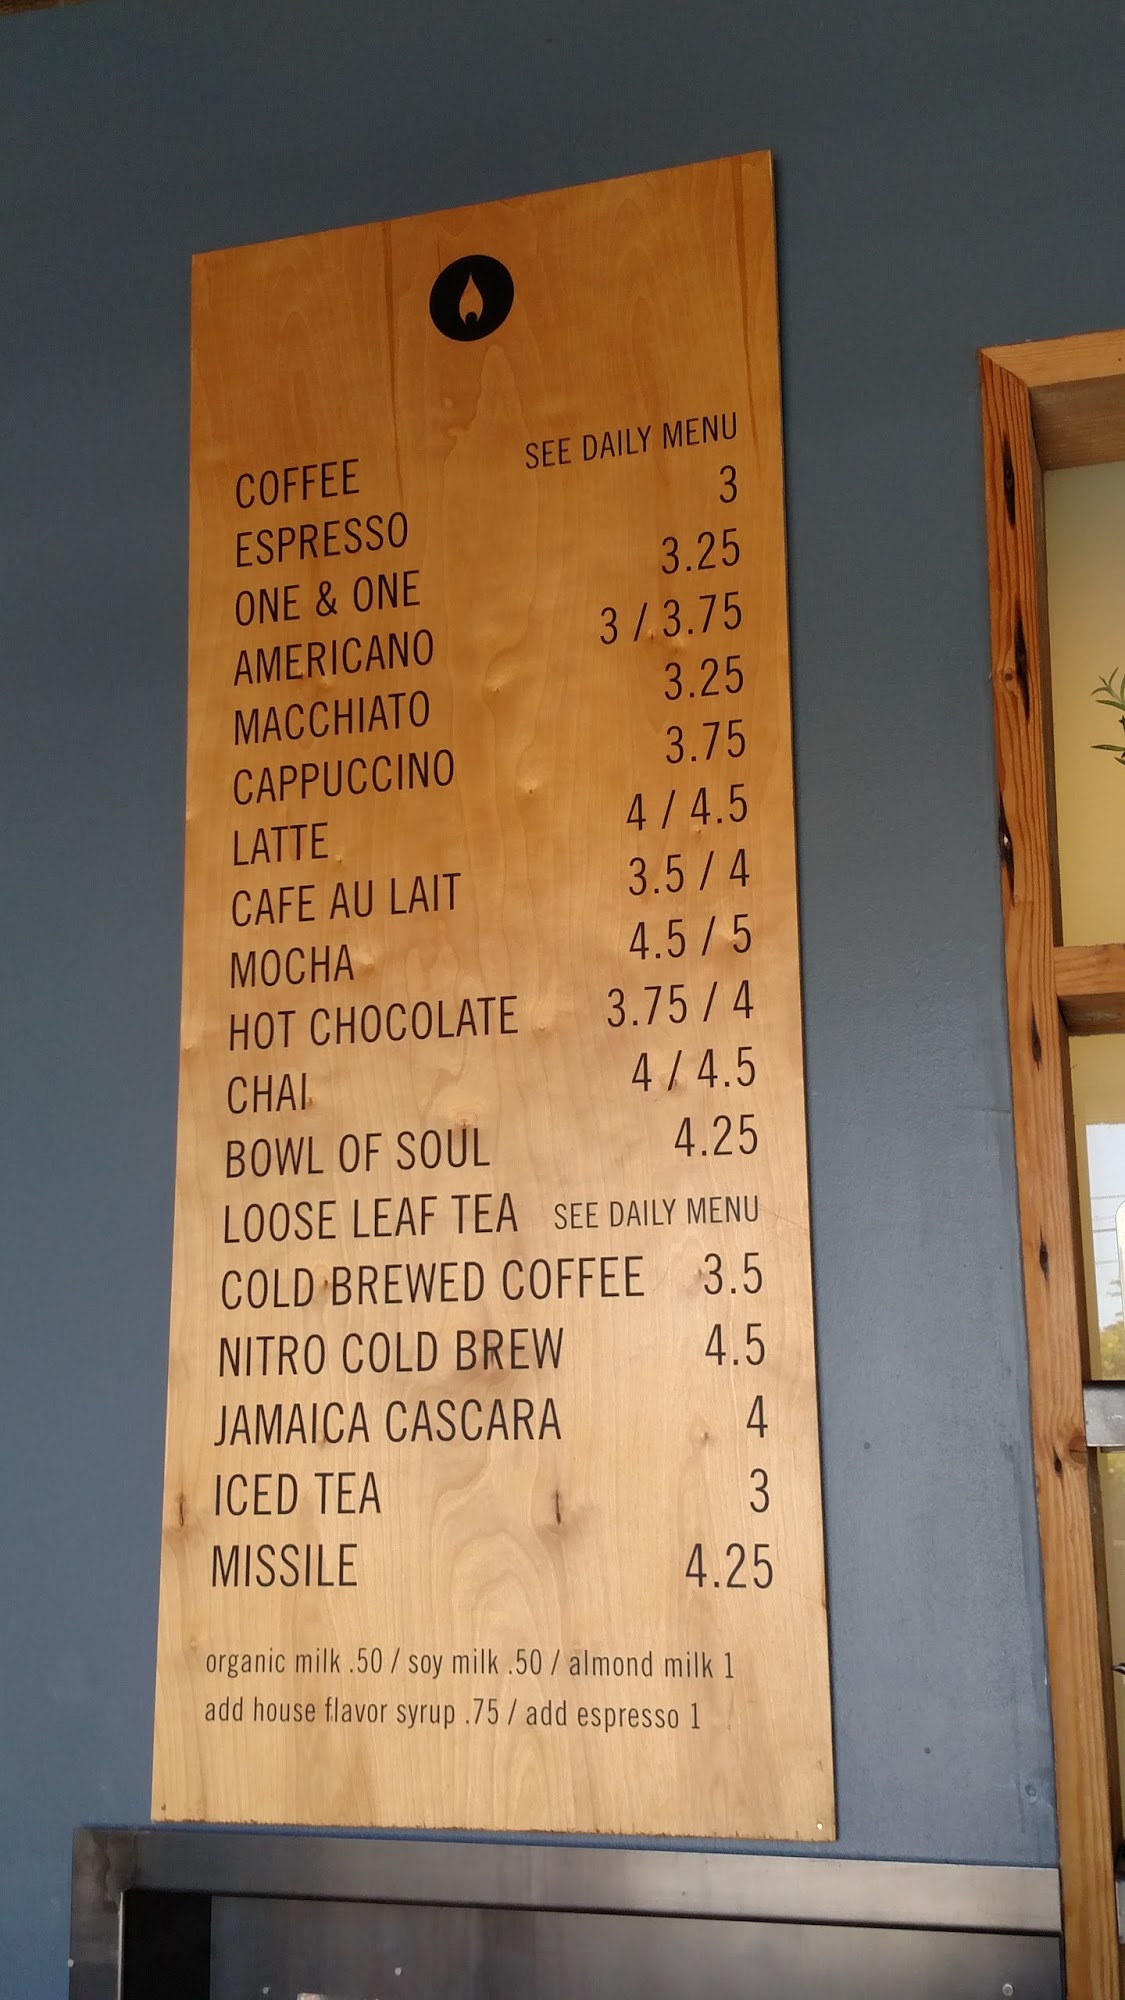 COFFEE SEE DAILY MENU
ESPRESSO 3
ONE & ONE 3.25
AMERICANO 3 / 3.75
MACCHIATO 3.25
CAPPUCCINO 3.75
LATTE 4 / 4.5
CAFE AU LAIT 3.5 / 4
MOCHA 4.5 / 5
HOT CHOCOLATE 3.75 / 4
CHAI 4 / 4.5
BOWL OF SOUL 4.25
LOOSE LEAF TEA SEE DAILY MENU
COLD BREWED COFFEE 3.5
NITRO COLD BREW 4.5
JAMAICA CASCARA 4
ICED TEA 3
MISSILE 4.25
organic milk .50 / soy milk .50 / almond milk 1
add house flavor syrup .75 / add espresso 1